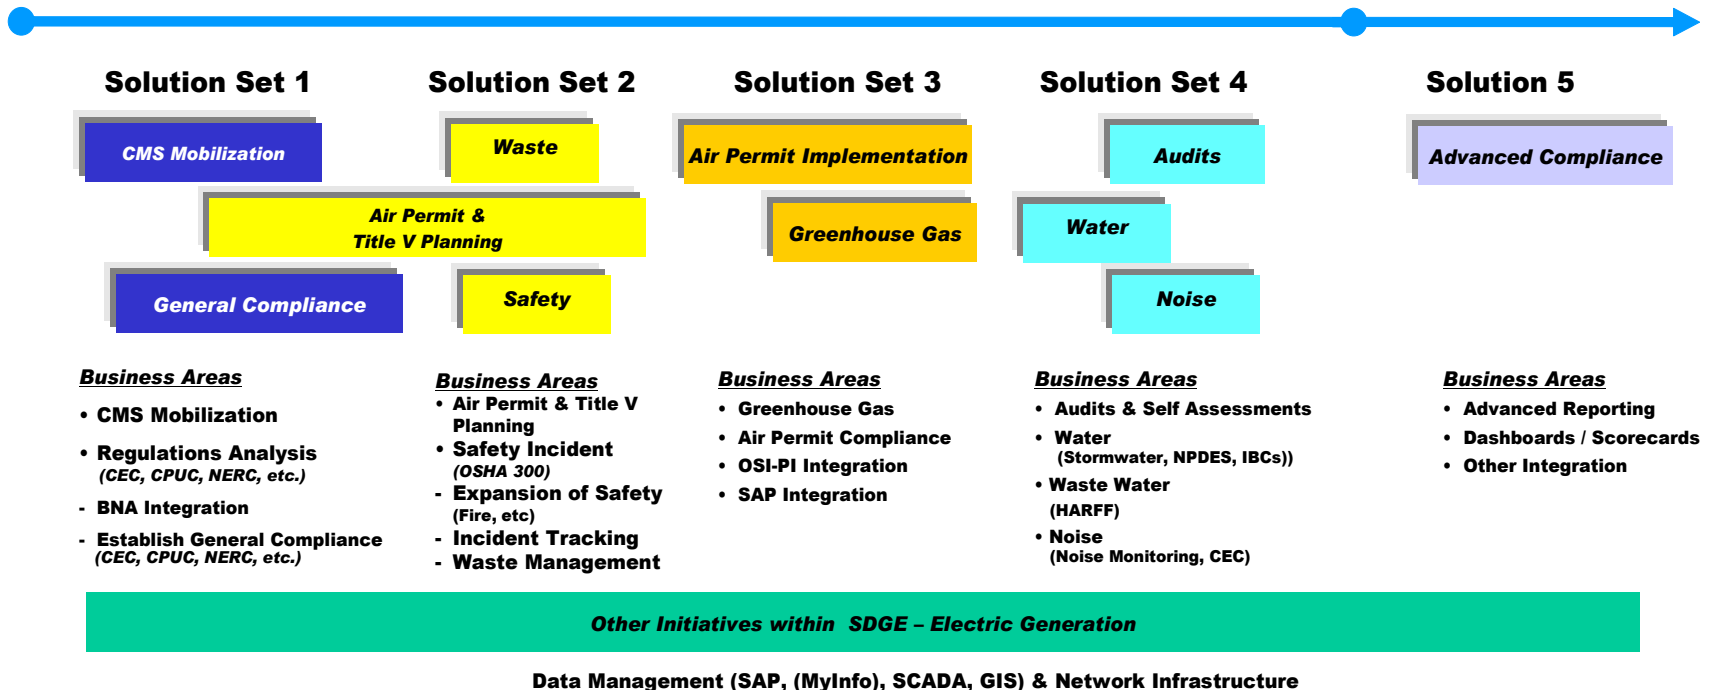 Solution Set 1
Solution Set 2
Solution Set 3
Solution Set 4
Solution 5
CMS Mobilization
Waste
Air Permit Implementation
Audits
Advanced Compliance
Air Permit &
Title V Planning
Greenhouse Gas
Water
General Compliance
Safety
Noise
Business Areas
• CMS Mobilization
• Regulations Analysis
(CEC, CPUC, NERC, etc.)
- BNA Integration
- Establish General Compliance
(CEC, CPUC, NERC, etc.)
Business Areas
• Air Permit & Title V
Planning
• Safety Incident
(OSHA 300)
- Expansion of Safety
(Fire, etc)
- Incident Tracking
- Waste Management
Business Areas
• Greenhouse Gas
• Air Permit Compliance
• OSI-PI Integration
• SAP Integration
Business Areas
• Audits & Self Assessments
• Water
(Stormwater, NPDES, IBCs))
• Waste Water
(HARFF)
• Noise
(Noise Monitoring, CEC)
Business Areas
• Advanced Reporting
• Dashboards / Scorecards
• Other Integration
Other Initiatives within SDGE – Electric Generation
Data Management (SAP, (MyInfo), SCADA, GIS) & Network Infrastructure